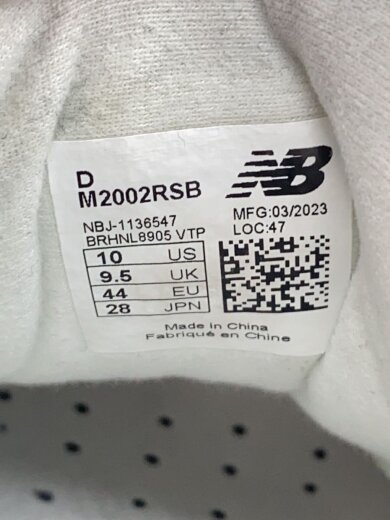 D
M2002RSB
NB
NBJ-1136547
BRHNL8905 VTP
MFG:03/2023
LOC:47
10 US
9.5 UK
44 EU
28 JPN
Made in China
Fabriqué en Chine